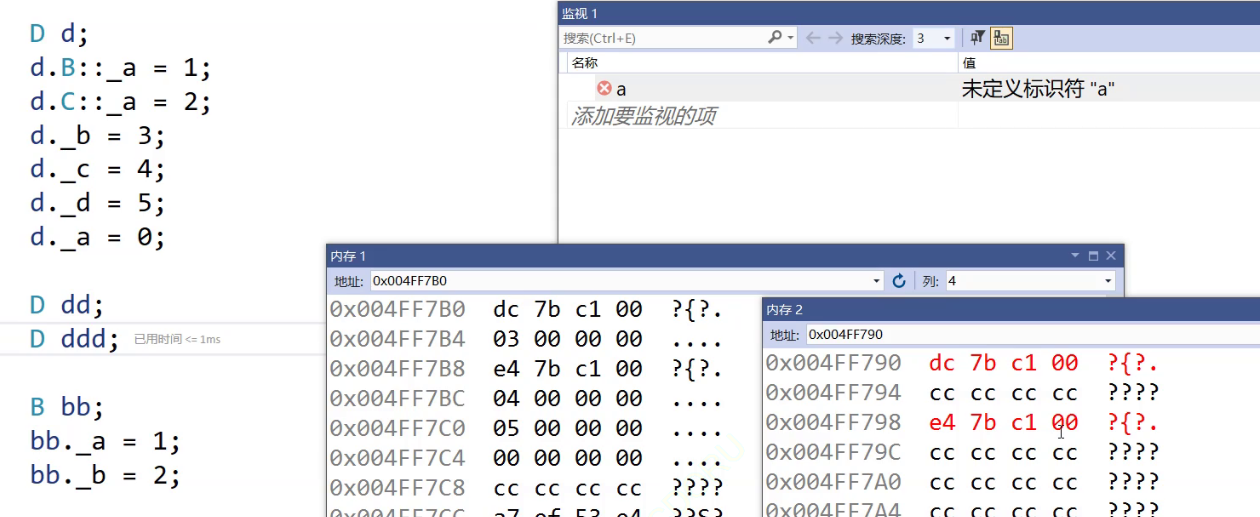 D d;
d.B::_a = 1;
d.C::_a = 2;
d._b = 3;
d._c = 4;
d._d = 5;
d._a = 0;
D dd;
D ddd; 已用时间 <= 1ms
B bb;
bb._a = 1;
bb._b = 2;
监视 1
搜索(Ctrl+E) 搜索深度: 3
名称 值
a 未定义标识符 "a"
添加要监视的项
内存 1
地址: 0x004FF7B0 列: 4
0x004FF7B0 dc 7b c1 00 ?{?.
0x004FF7B4 03 00 00 00 ....
0x004FF7B8 e4 7b c1 00 ?{?.
0x004FF7BC 04 00 00 00 ....
0x004FF7C0 05 00 00 00 ....
0x004FF7C4 00 00 00 00 ....
0x004FF7C8 cc cc cc cc ????
0x004FF7CC a7 ef 53 e4 ??S?
内存 2
地址: 0x004FF790
0x004FF790 dc 7b c1 00 ?{?.
0x004FF794 cc cc cc cc ????
0x004FF798 e4 7b c1 00 ?{?.
0x004FF79C cc cc cc cc ????
0x004FF7A0 cc cc cc cc ????
0x004FF7A4 cc cc cc cc ????